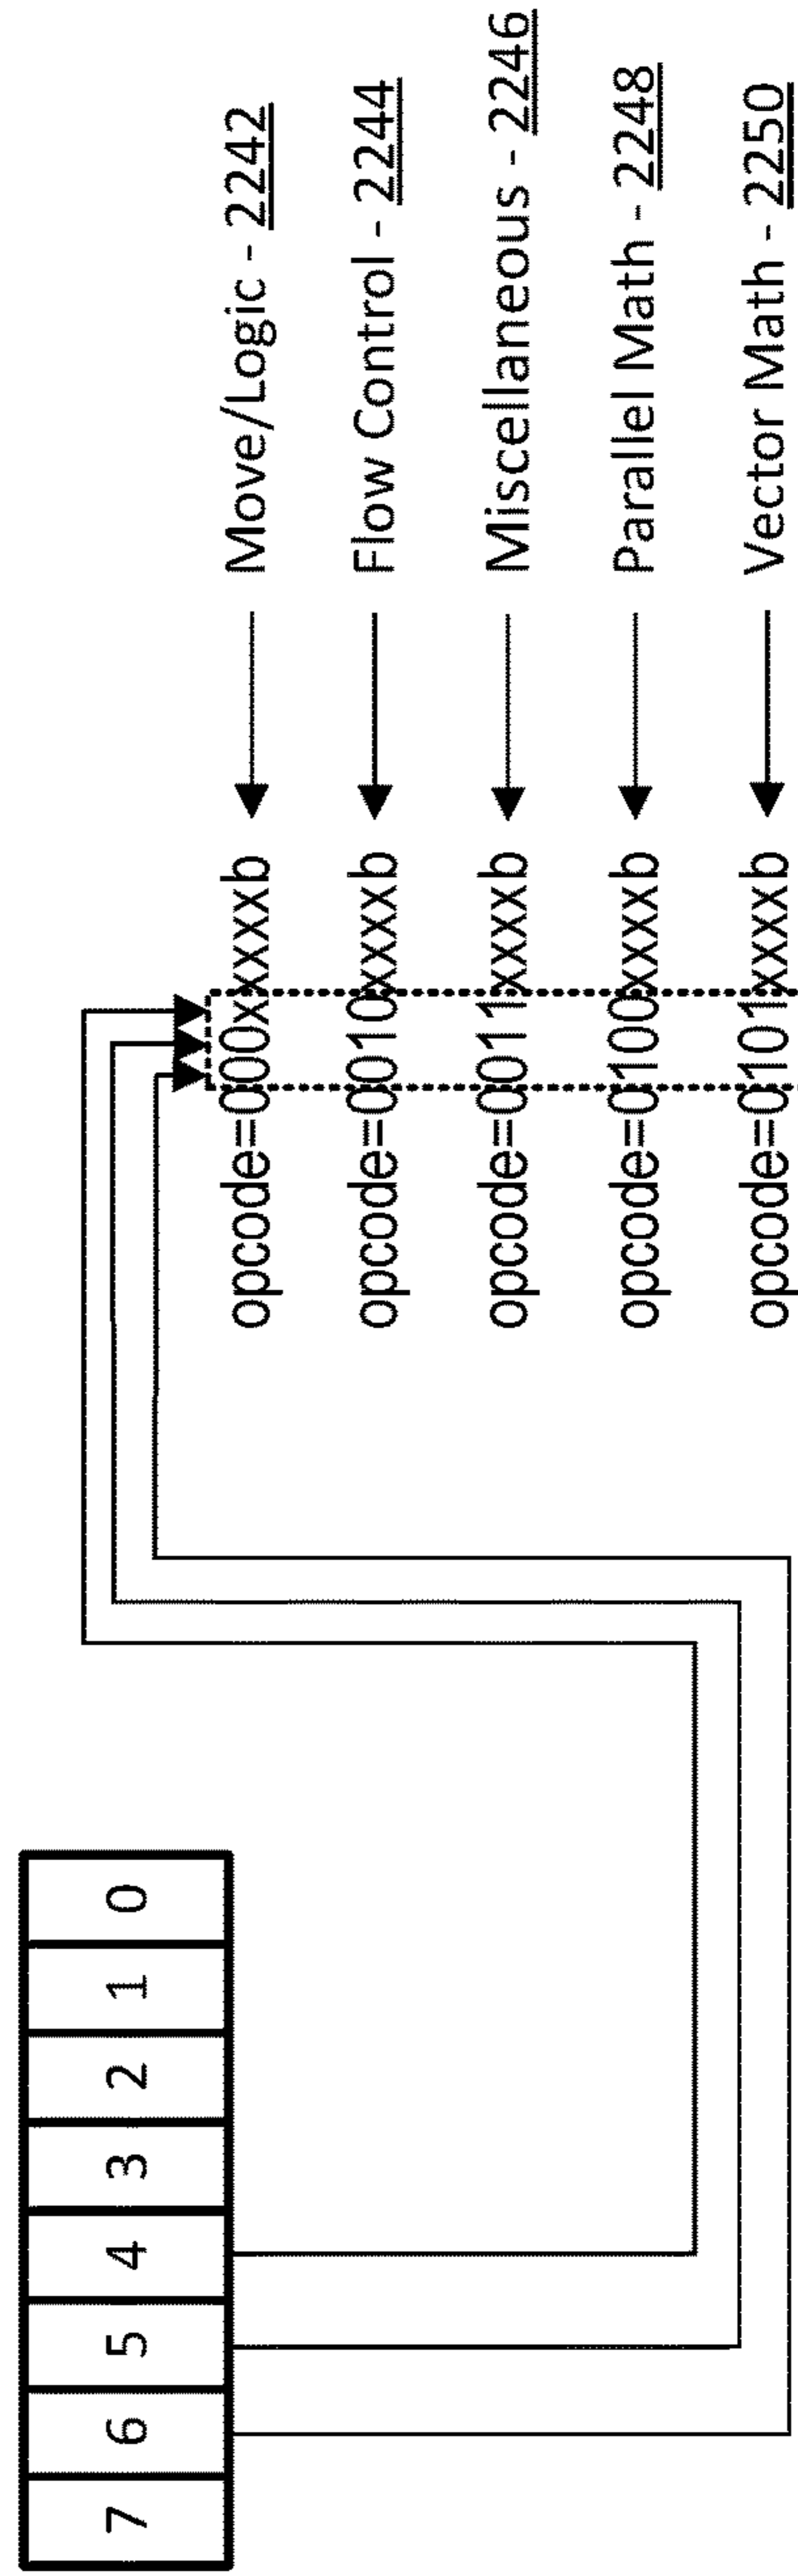 7 6 5 4 3 2 1 0
opcode=000xxxxxb Move/Logic - 2242
opcode=0010xxxxb Flow Control - 2244
opcode=0011xxxxb Miscellaneous - 2246
opcode=0100xxxxb Parallel Math - 2248
opcode=0101xxxxb Vector Math - 2250